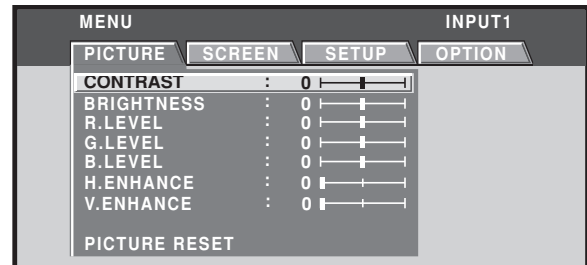 MENU INPUT1
PICTURE SCREEN SETUP OPTION
CONTRAST : 0
BRIGHTNESS : 0
R.LEVEL : 0
G.LEVEL : 0
B.LEVEL : 0
H.ENHANCE : 0
V.ENHANCE : 0
PICTURE RESET